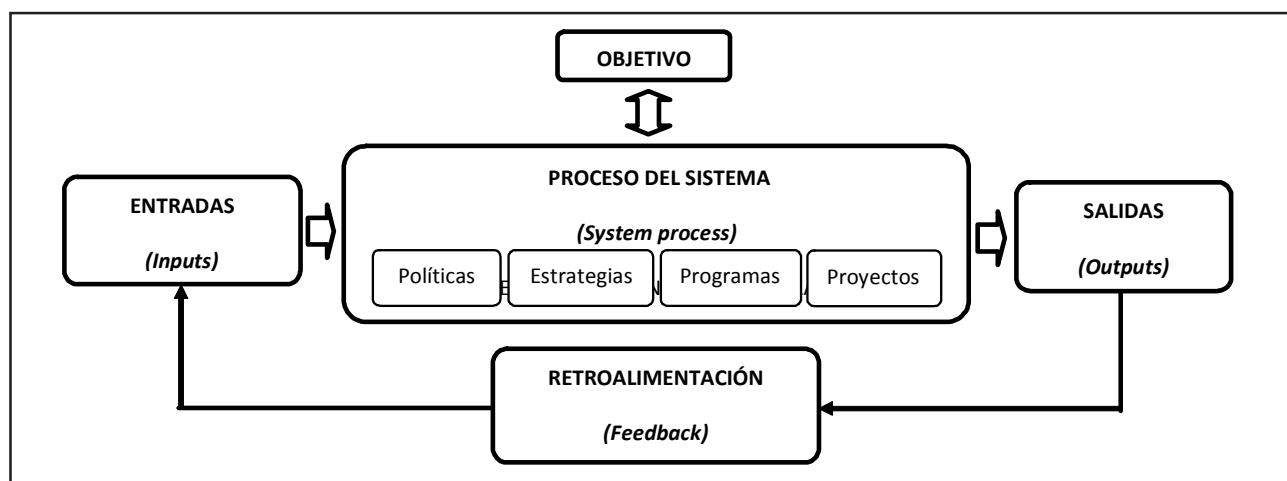 OBJETIVO
PROCESO DEL SISTEMA
(System process)
ENTRADAS
(Inputs)
Políticas
Estrategias
Programas
Proyectos
SALIDAS
(Outputs)
RETROALIMENTACIÓN
(Feedback)